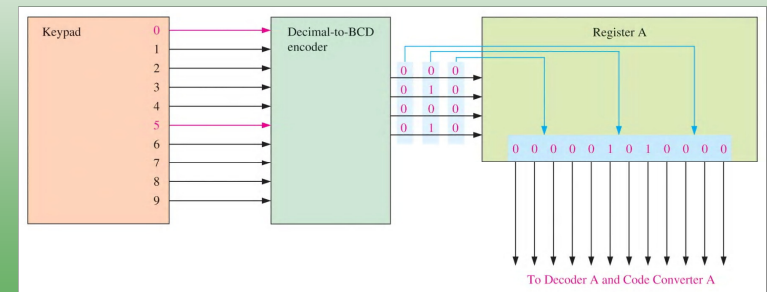 Keypad
0
1
2
3
4
5
6
7
8
9
Decimal-to-BCD
encoder
0 0 0
0 1 0
0 0 0
0 1 0
Register A
0 0 0 0 0 1 0 1 0 0 0 0
To Decoder A and Code Converter A